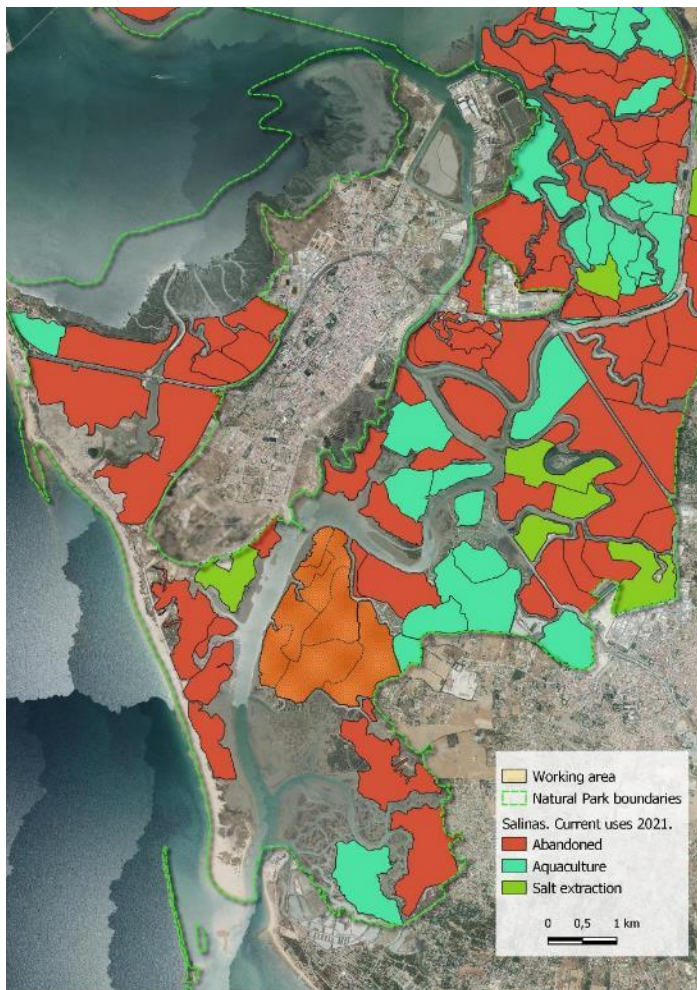 Working area
Natural Park boundaries
Salinas. Current uses 2021.
Abandoned
Aquaculture
Salt extraction
0 0,5 1 km